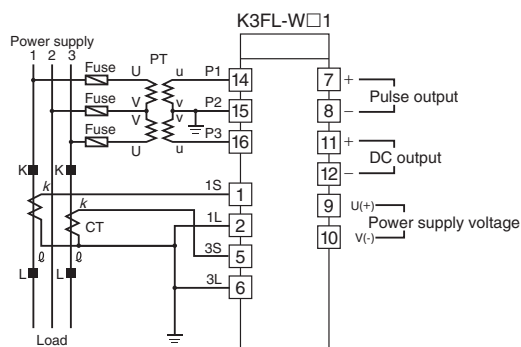 K3FL-W□1
Power supply
1 2 3
PT
Fuse U u P1 14
Fuse V v P2 15
V v
Fuse U u P3 16
7 + Pulse output
8 −
11 + DC output
12 −
9 U(+) Power supply voltage
10 V(-)
K K
k 1S 1
k 1L 2
CT 3S 5
ℓ ℓ 3L 6
L L
Load